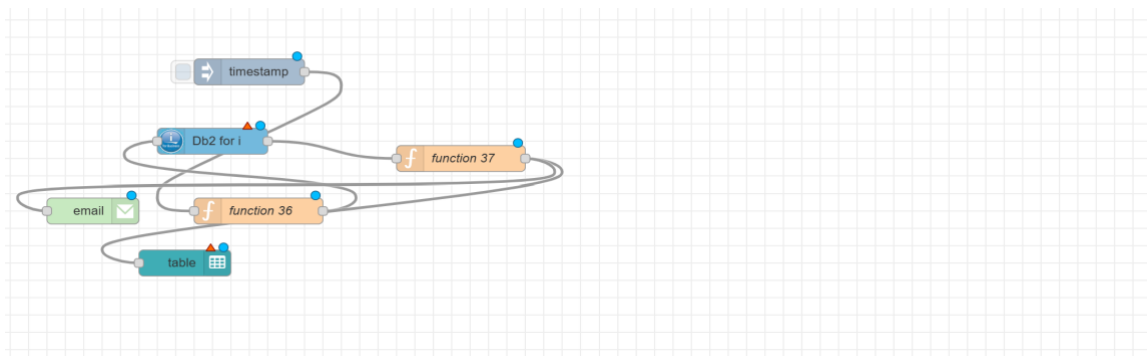 timestamp
Db2 for i
function 37
email
function 36
table